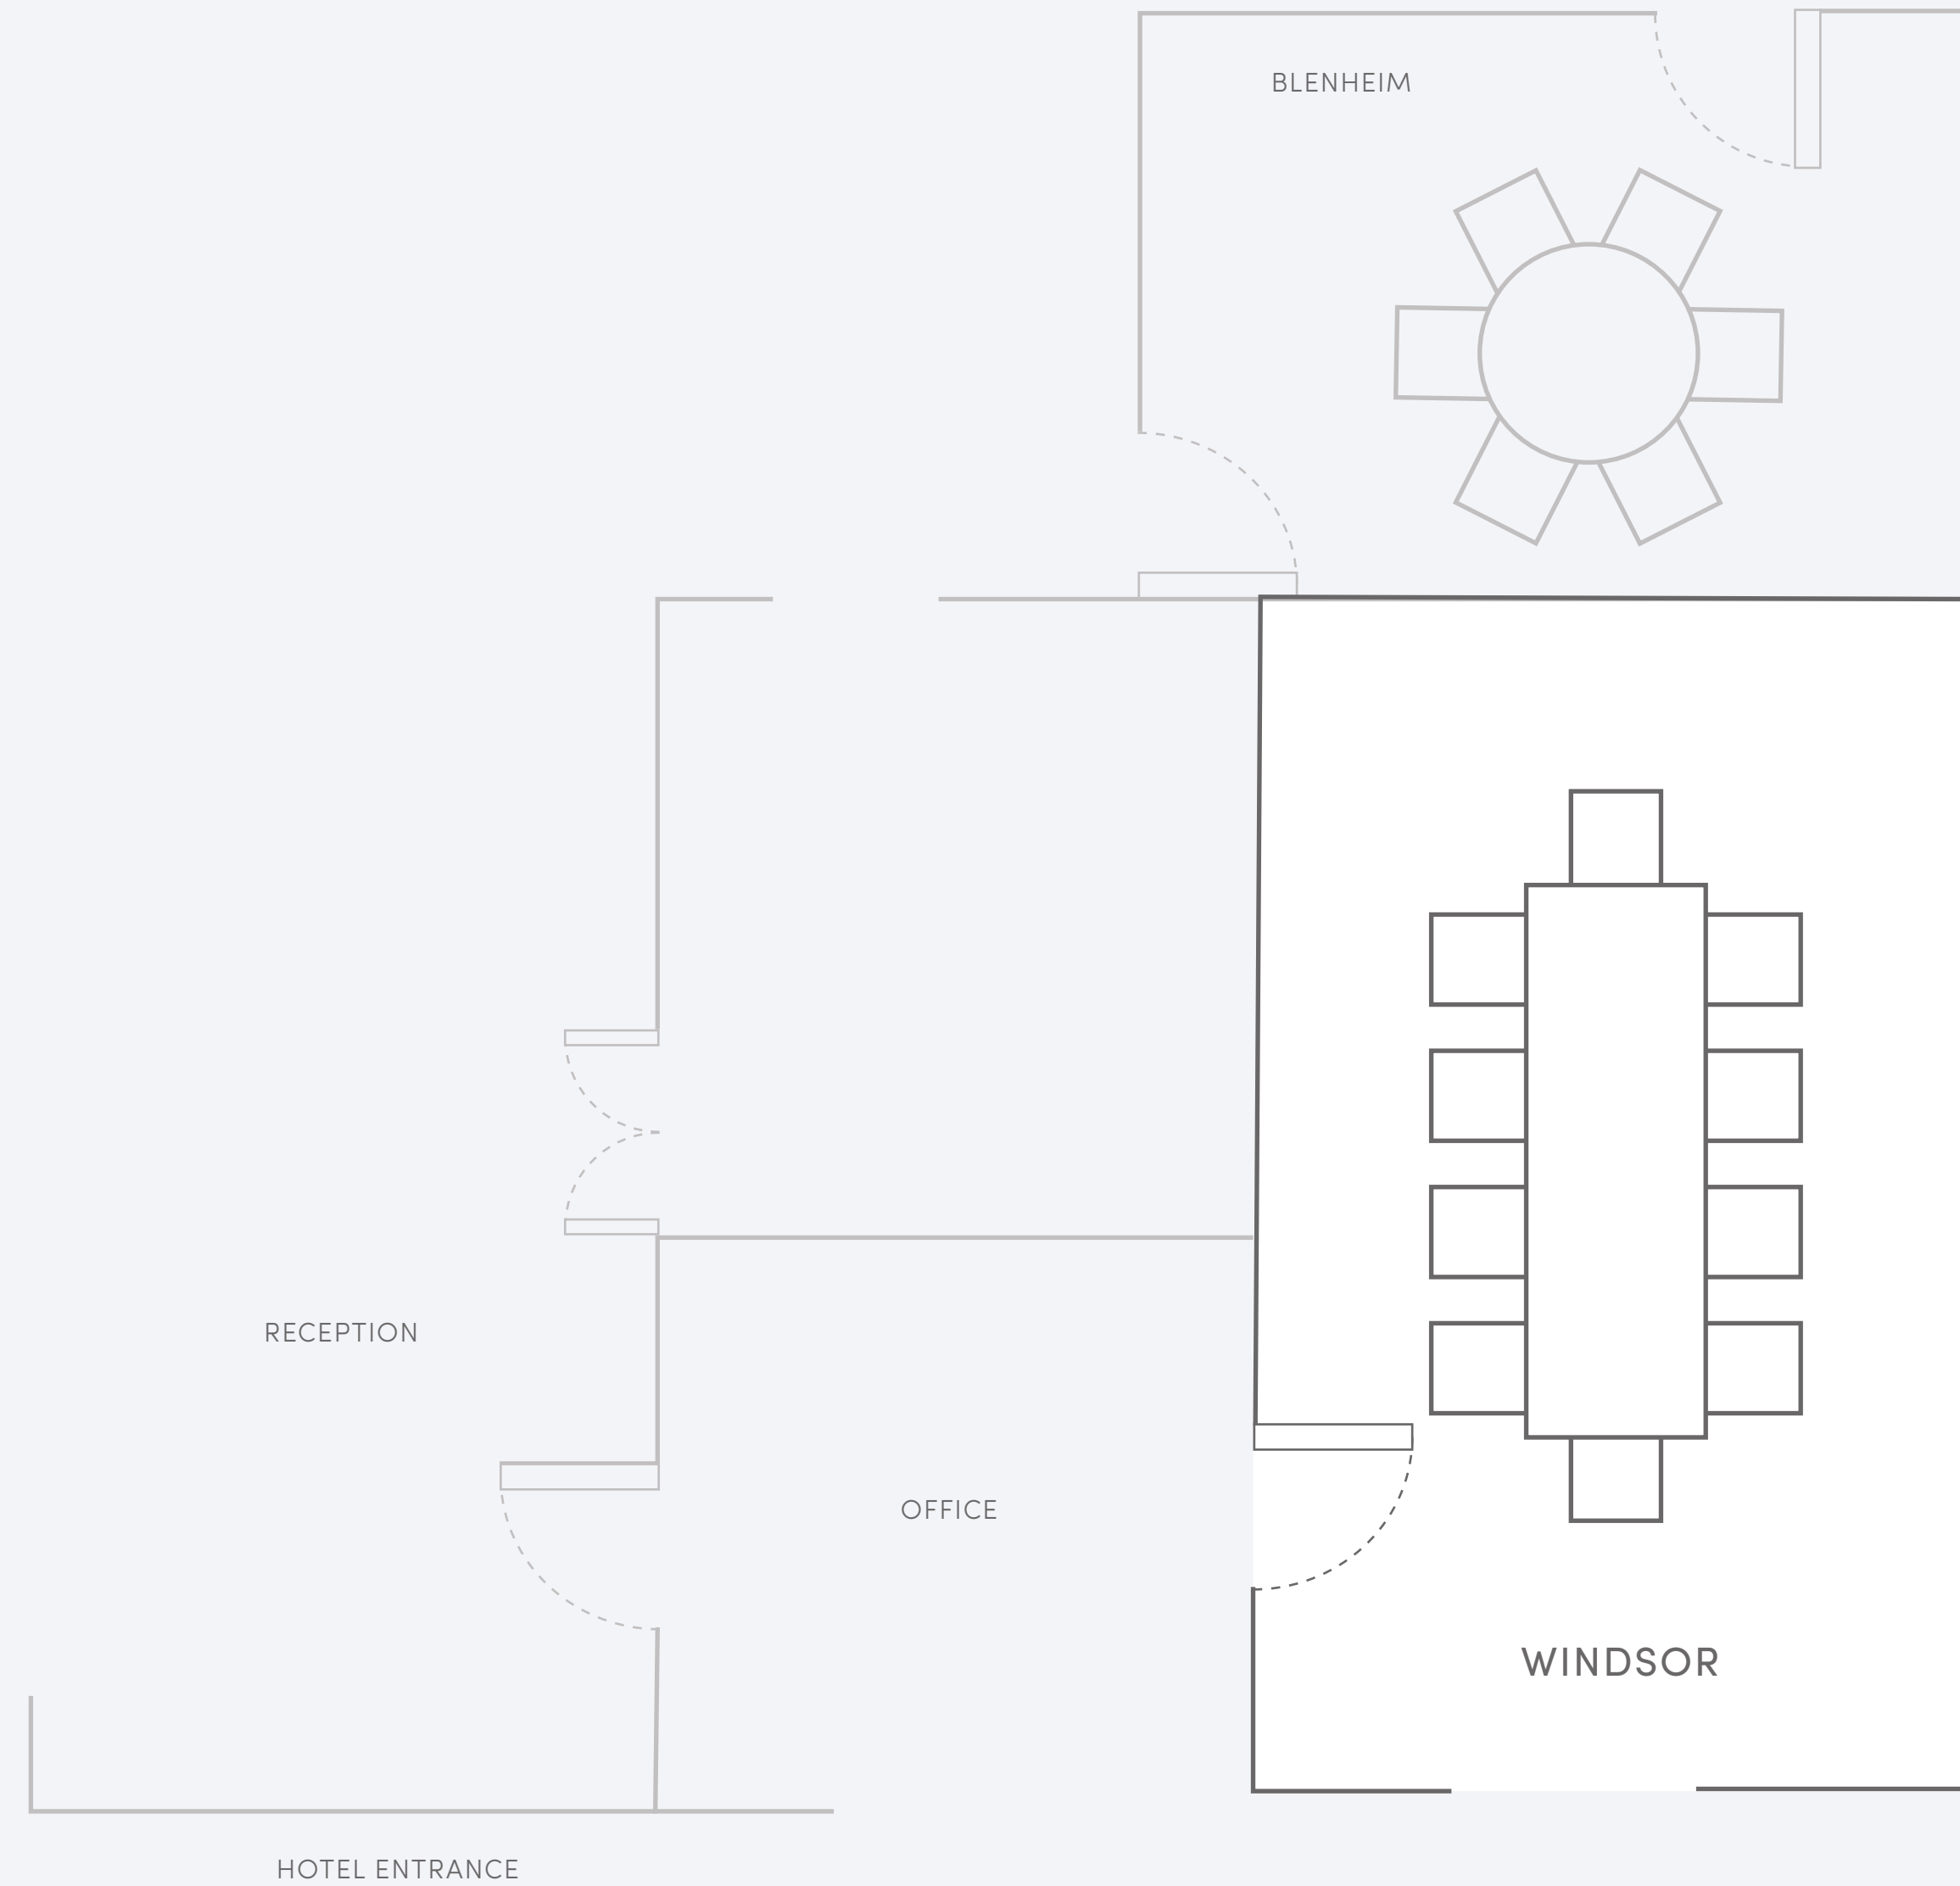 BLENHEIM
RECEPTION
OFFICE
WINDSOR
HOTEL ENTRANCE